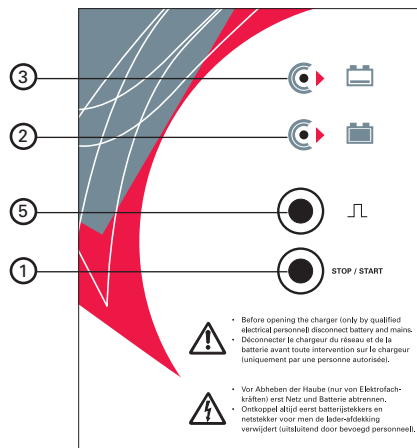 3
2
5
1
STOP / START
• Before opening the charger (only by qualified
electrical personnel) disconnect battery and mains.
• Déconnecter le chargeur du réseau et de la
batterie avant toute intervention sur le chargeur
(uniquement par une personne autorisée).
• Vor Abheben der Haube (nur von Elektrofach-
kräften) erst Netz und Batterie abtrennen.
• Ontkoppel altijd eerst batterijstekkers en
netstekker voor men de lader-afdekking
verwijdert (uitsluitend door bevoegd personeel).